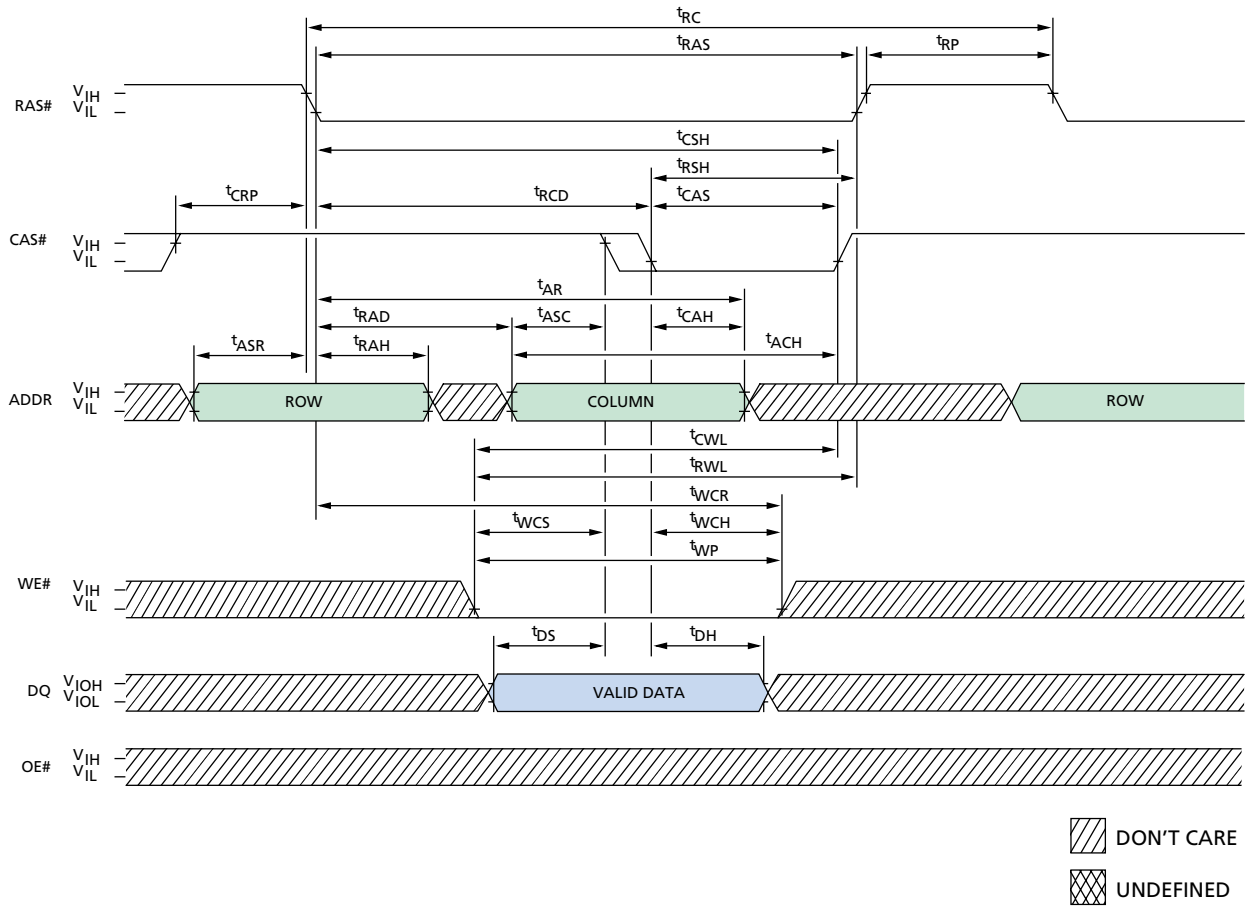 tRC
tRAS
tRP
RAS# VIH
VIL
tCSH
tRSH
tCRP
tRCD
tCAS
CAS# VIH
VIL
tAR
tRAD
tASC
tCAH
tASR
tRAH
tACH
ADDR VIH
VIL
ROW
COLUMN
ROW
tCWL
tRWL
tWCR
tWCS
tWCH
tWP
WE# VIH
VIL
tDS
tDH
DQ VIOH
VIOL
VALID DATA
OE# VIH
VIL
DON'T CARE
UNDEFINED